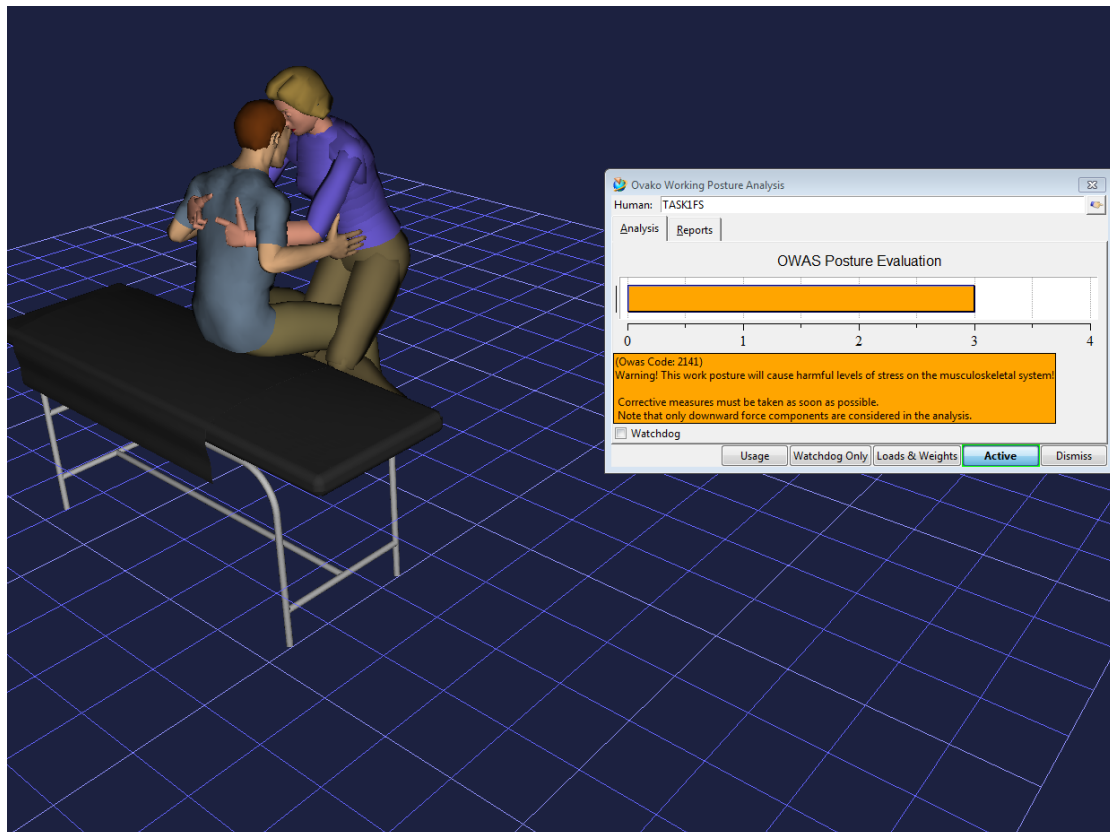 Ovako Working Posture Analysis
Human: TASK1FS
Analysis Reports
OWAS Posture Evaluation
0 1 2 3 4
(Owas Code: 2141)
Warning! This work posture will cause harmful levels of stress on the musculoskeletal system!
Corrective measures must be taken as soon as possible.
Note that only downward force components are considered in the analysis.
Watchdog
Usage Watchdog Only Loads & Weights Active Dismiss